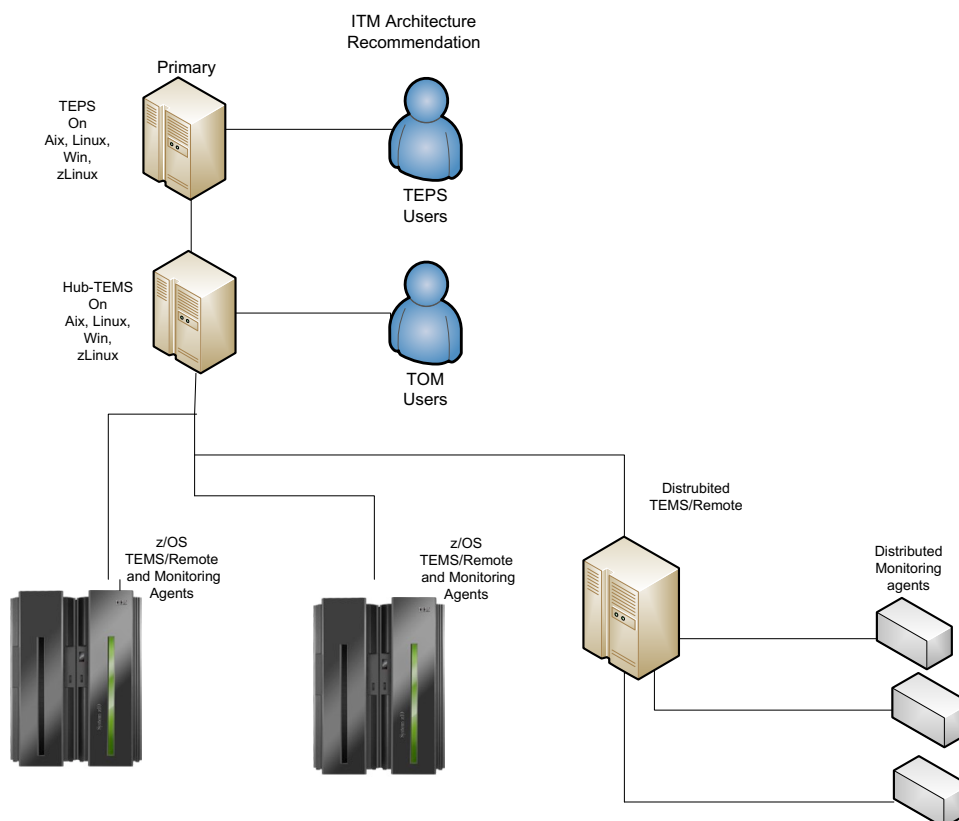 ITM Architecture
Recommendation
Primary
TEPS
On
Aix, Linux,
Win,
zLinux
TEPS
Users
Hub-TEMS
On
Aix, Linux,
Win,
zLinux
TOM
Users
z/OS
TEMS/Remote
and Monitoring
Agents
z/OS
TEMS/Remote
and Monitoring
Agents
Distrubited
TEMS/Remote
Distributed
Monitoring
agents